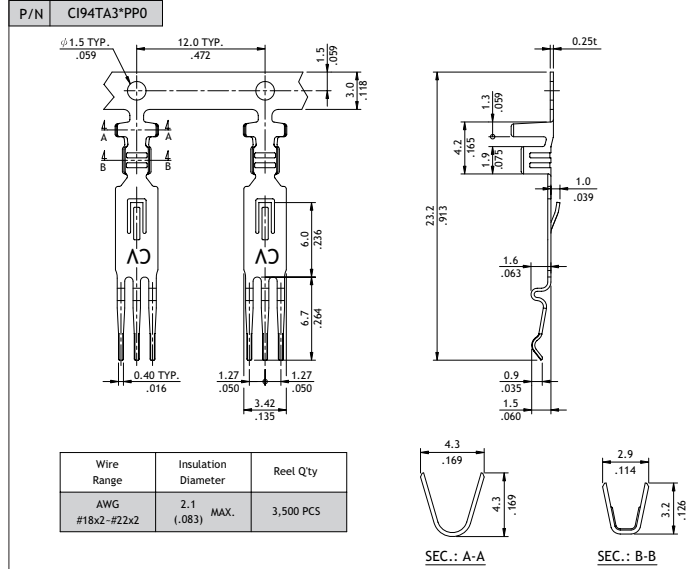 P/N CI94TA3*PP0
ϕ1.5 TYP.
.059
12.0 TYP.
.472
1.5
.059
3.0
.118
0.25t
A A
B B
A A
B B
CV
CV
6.0
.236
6.7
.264
0.40 TYP.
.016
1.27
.050
1.27
.050
3.42
.135
23.2
.913
4.2
.165
1.3
.059
1.9
.075
1.0
.039
1.6
.063
0.9
.035
1.5
.060
Wire Range
Insulation Diameter
Reel Q'ty
AWG
#18x2~#22x2
2.1
(.083) MAX.
3,500 PCS
4.3
.169
4.3
.169
SEC.: A-A
2.9
.114
3.2
.126
SEC.: B-B